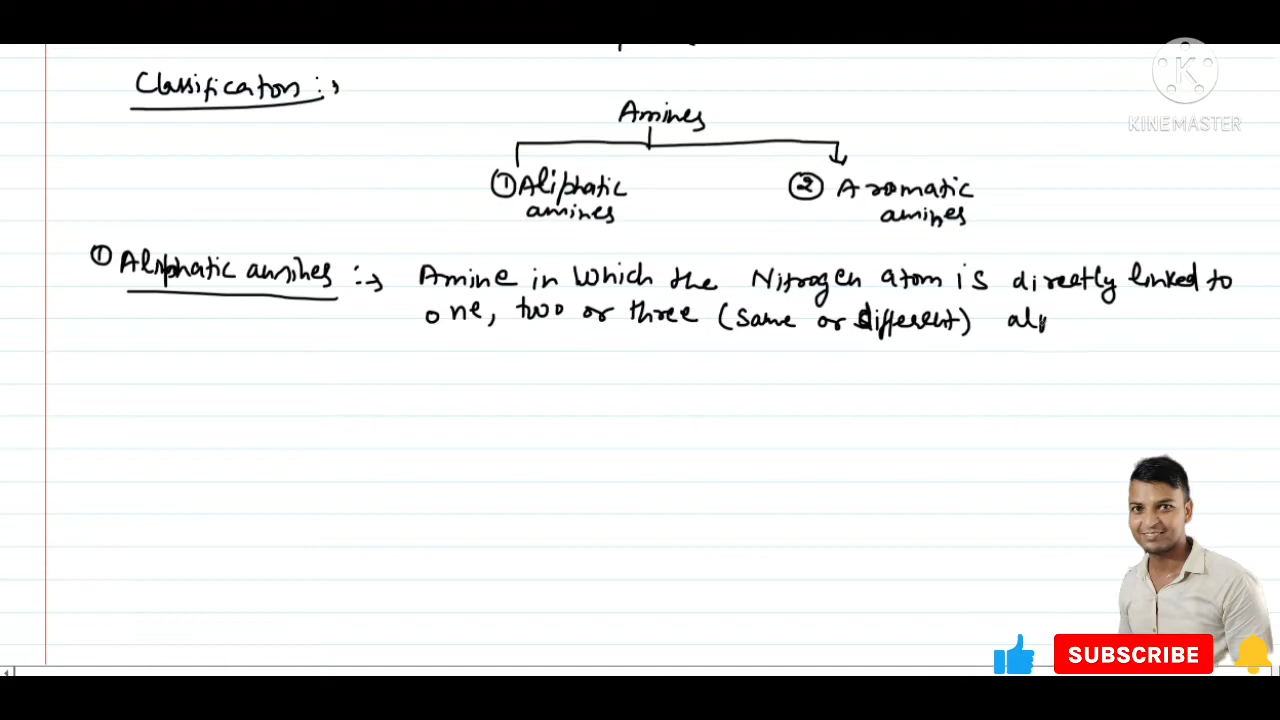 Classification :→
KINEMASTER
Amines
① Aliphatic
amines
② Aromatic
amines
① Aliphatic amines :→ Amine in which the Nitrogen atom is directly linked to
one, two or three (same or different)
SUBSCRIBE